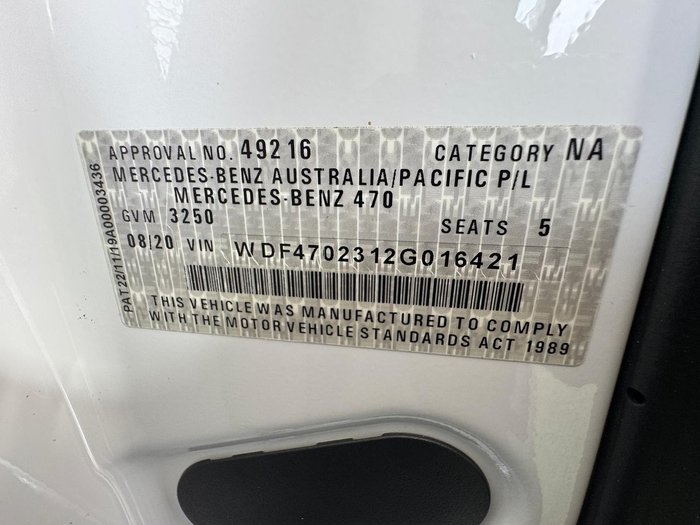 APPROVAL NO. 49216 CATEGORY NA
MERCEDES-BENZ AUSTRALIA/PACIFIC P/L
MERCEDES-BENZ 470
GVM 3250 SEATS 5
08/20 VIN WDF4702312G016421
THIS VEHICLE WAS MANUFACTURED TO COMPLY
WITH THE MOTOR VEHICLE STANDARDS ACT 1989
PAT22/11/19A00003436